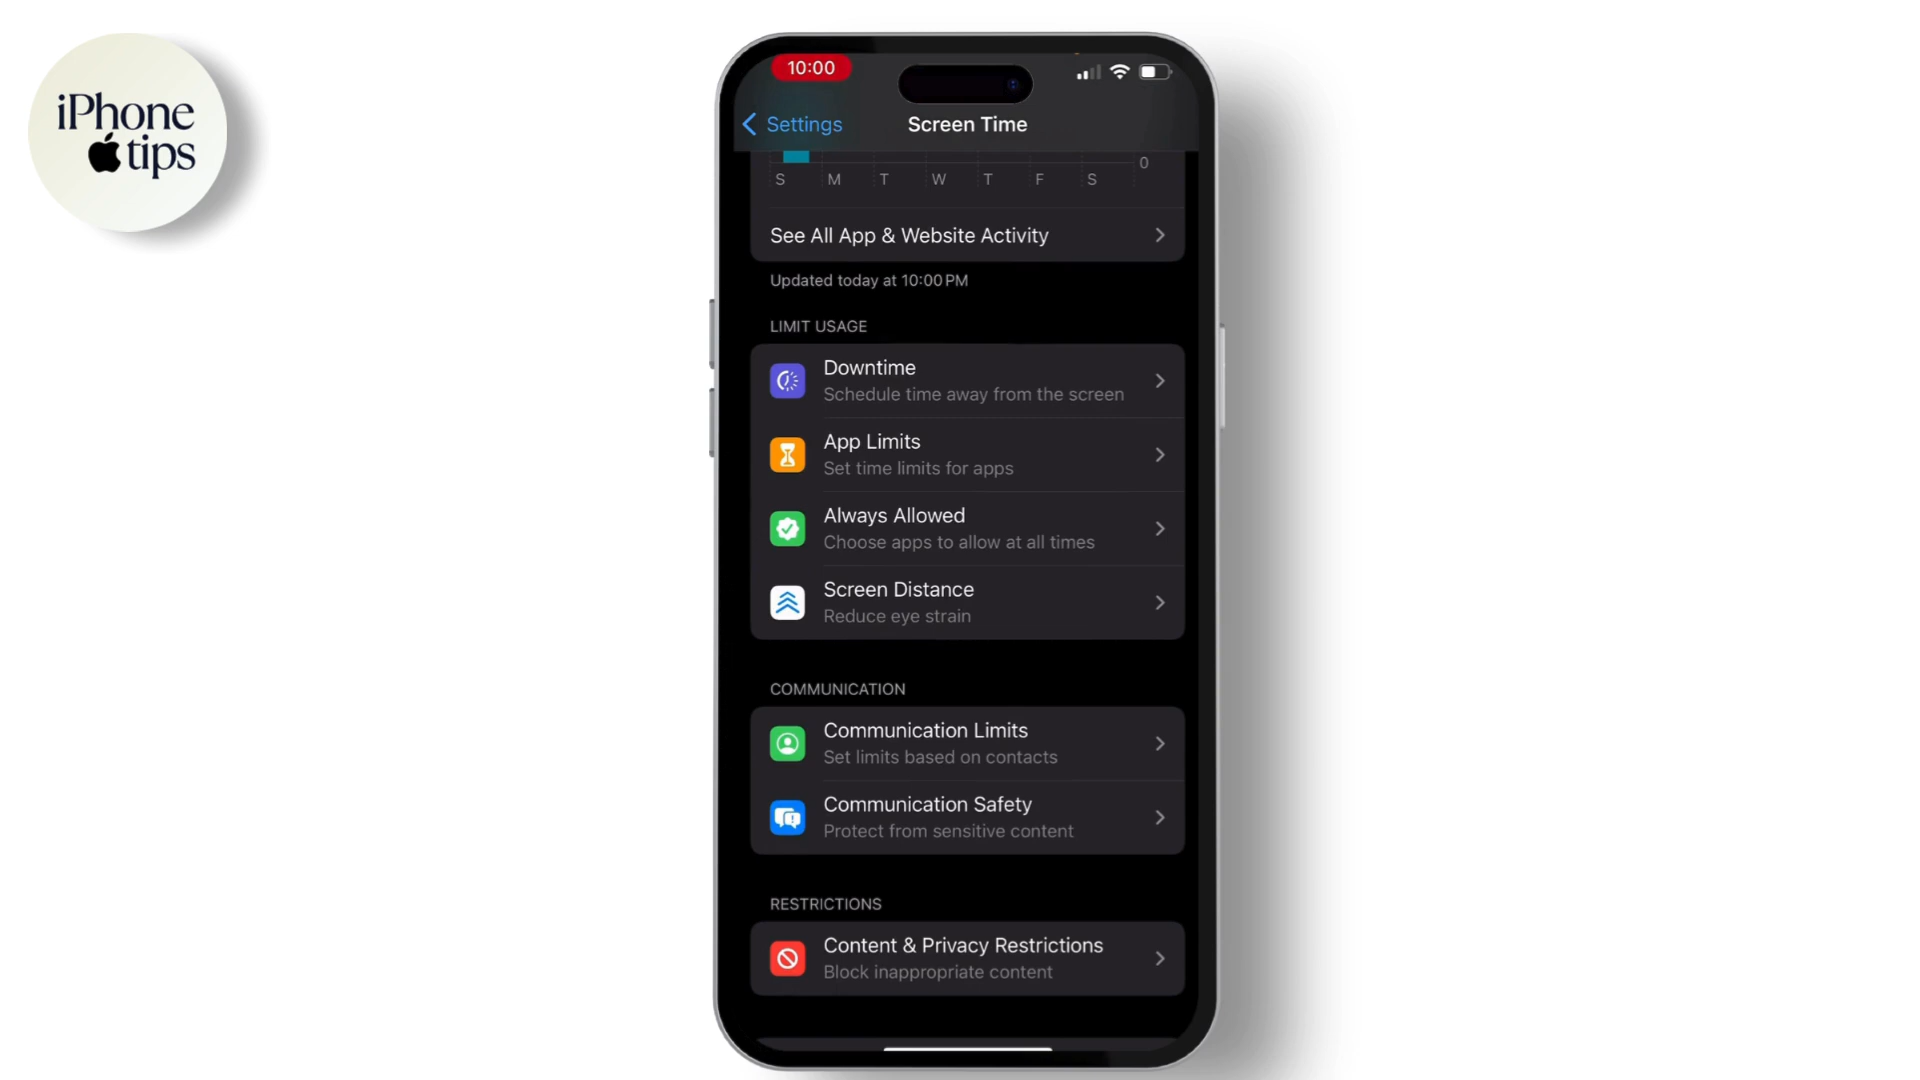 iPhone
tips
10:00
Settings
Screen Time
0
S M T W T F S
See All App & Website Activity
Updated today at 10:00 PM
LIMIT USAGE
Downtime
Schedule time away from the screen
App Limits
Set time limits for apps
Always Allowed
Choose apps to allow at all times
Screen Distance
Reduce eye strain
COMMUNICATION
Communication Limits
Set limits based on contacts
Communication Safety
Protect from sensitive content
RESTRICTIONS
Content & Privacy Restrictions
Block inappropriate content